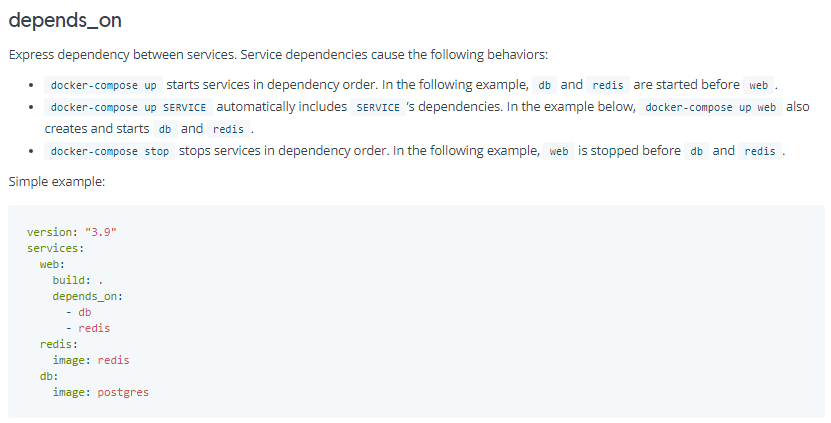 depends_on
Express dependency between services. Service dependencies cause the following behaviors:
• docker-compose up starts services in dependency order. In the following example, db and redis are started before web .
• docker-compose up SERVICE automatically includes SERVICE ’s dependencies. In the example below, docker-compose up web also
creates and starts db and redis .
• docker-compose stop stops services in dependency order. In the following example, web is stopped before db and redis .
Simple example:
version: "3.9"
services:
  web:
    build: .
    depends_on:
      - db
      - redis
  redis:
    image: redis
  db:
    image: postgres